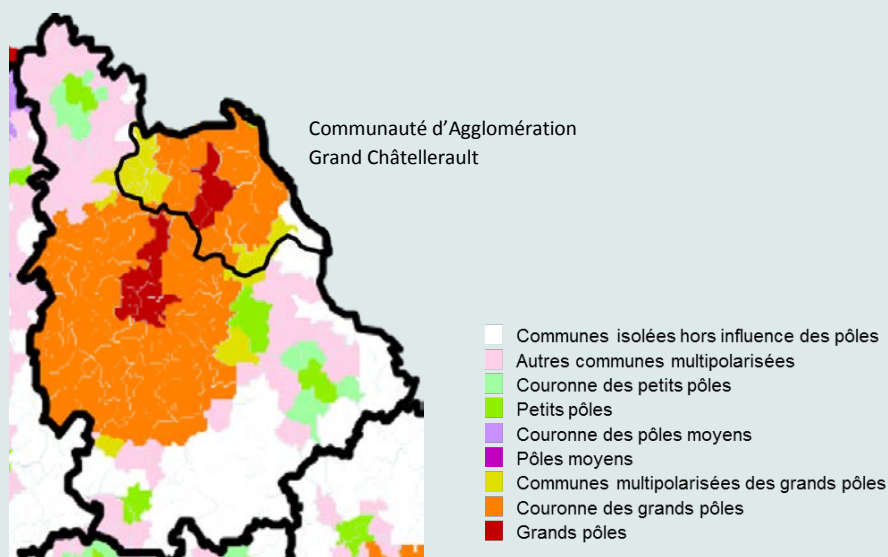 Communauté d’Agglomération
Grand Châtellerault
Communes isolées hors influence des pôles
Autres communes multipolarisées
Couronne des petits pôles
Petits pôles
Couronne des pôles moyens
Pôles moyens
Communes multipolarisées des grands pôles
Couronne des grands pôles
Grands pôles